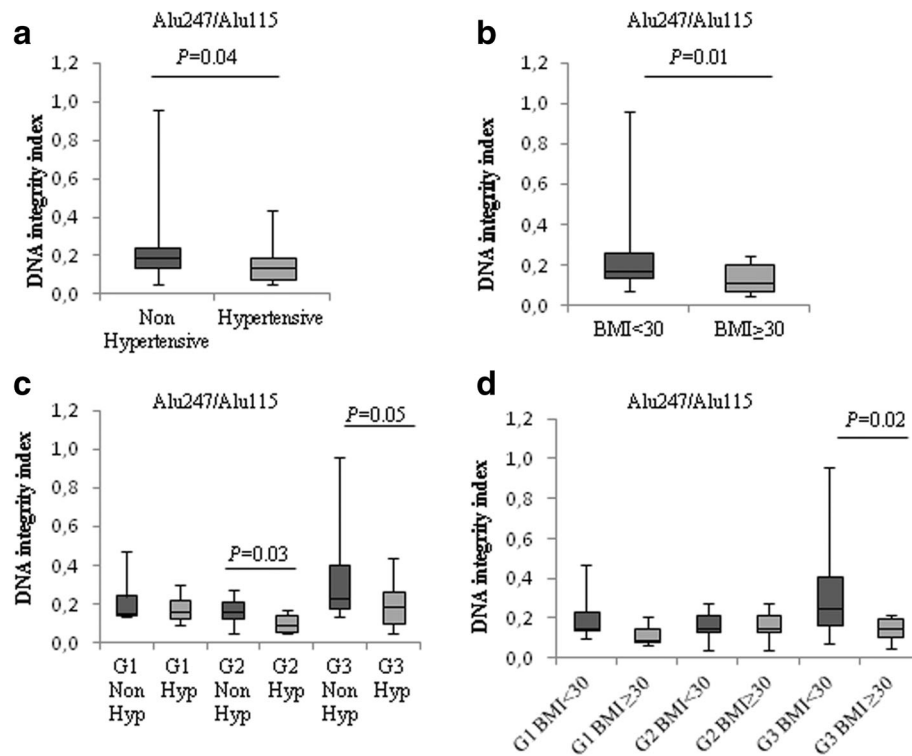 a
Alu247/Alu115
P=0.04
DNA integrity index
1,2
1,0
0,8
0,6
0,4
0,2
0,0
Non
Hypertensive
Hypertensive
b
Alu247/Alu115
P=0.01
DNA integrity index
1,2
1,0
0,8
0,6
0,4
0,2
0,0
BMI<30
BMI≥30
c
Alu247/Alu115
P=0.05
P=0.03
DNA integrity index
1,2
1,0
0,8
0,6
0,4
0,2
0,0
G1
Non
Hyp
G1
Hyp
G2
Non
Hyp
G2
Hyp
G3
Non
Hyp
G3
Hyp
d
Alu247/Alu115
P=0.02
DNA integrity index
1,2
1,0
0,8
0,6
0,4
0,2
0,0
G1 BMI<30
G1 BMI≥30
G2 BMI<30
G2 BMI≥30
G3 BMI<30
G3 BMI≥30